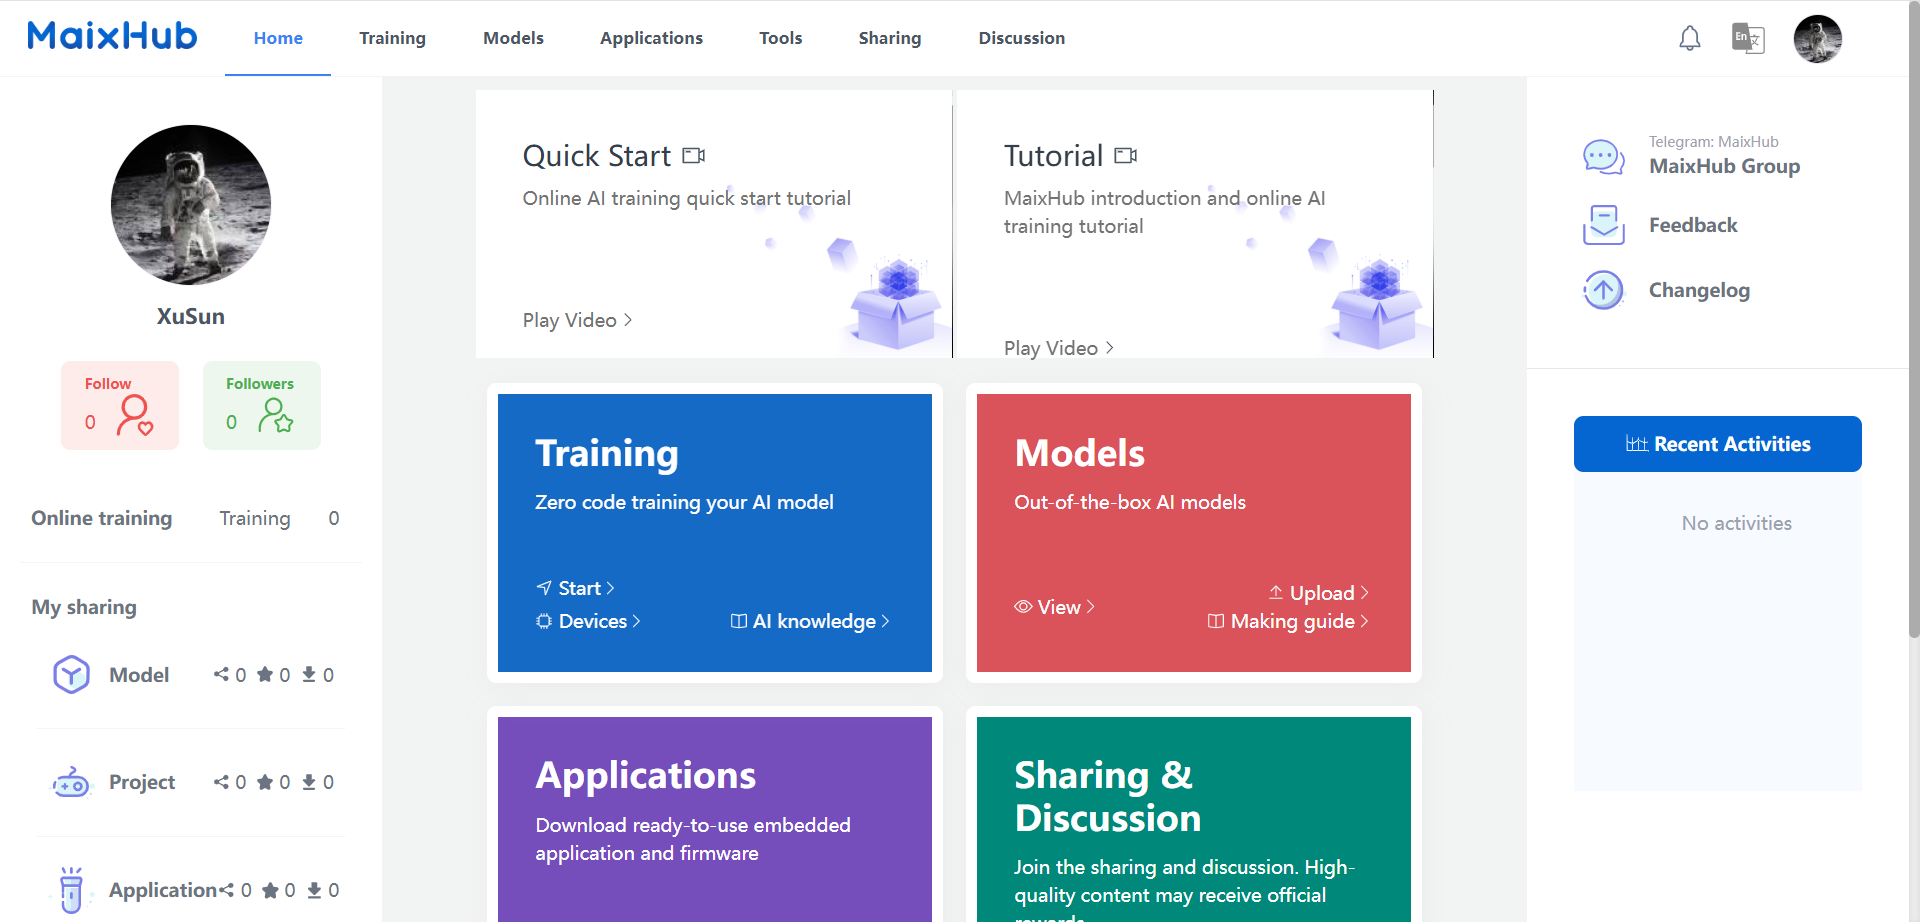 MaixHub
Home
Training
Models
Applications
Tools
Sharing
Discussion
En
文
XuSun
Follow
0
Followers
0
Online training
Training
0
My sharing
Model
0
0
0
Project
0
0
0
Application
0
0
0
Quick Start
Online AI training quick start tutorial
Play Video
Tutorial
MaixHub introduction and online AI
training tutorial
Play Video
Training
Zero code training your AI model
Start
Devices
AI knowledge
Models
Out-of-the-box AI models
View
Upload
Making guide
Applications
Download ready-to-use embedded
application and firmware
Sharing &
Discussion
Join the sharing and discussion. High-
quality content may receive official
rewards
Telegram: MaixHub
MaixHub Group
Feedback
Changelog
Recent Activities
No activities